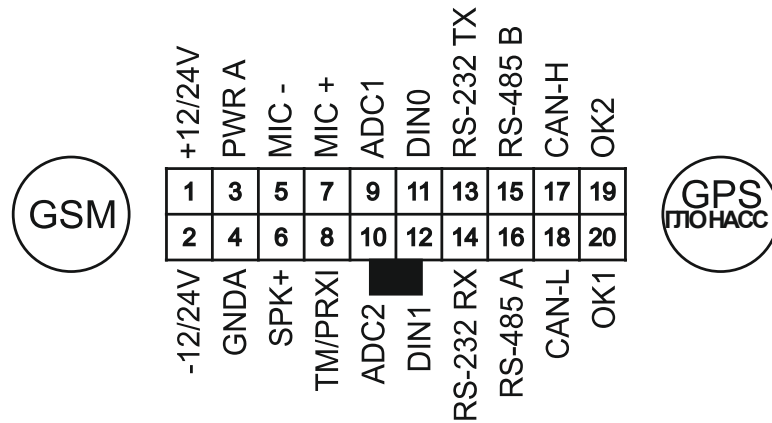 +12/24V
PWR A
MIC -
MIC +
ADC1
DIN0
RS-232 TX
RS-485 B
CAN-H
OK2
GSM
1 3 5 7 9 11 13 15 17 19
2 4 6 8 10 12 14 16 18 20
GPS
ГЛОНАСС
-12/24V
GNDA
SPK+
TM/PRXI
ADC2
DIN1
RS-232 RX
RS-485 A
CAN-L
OK1